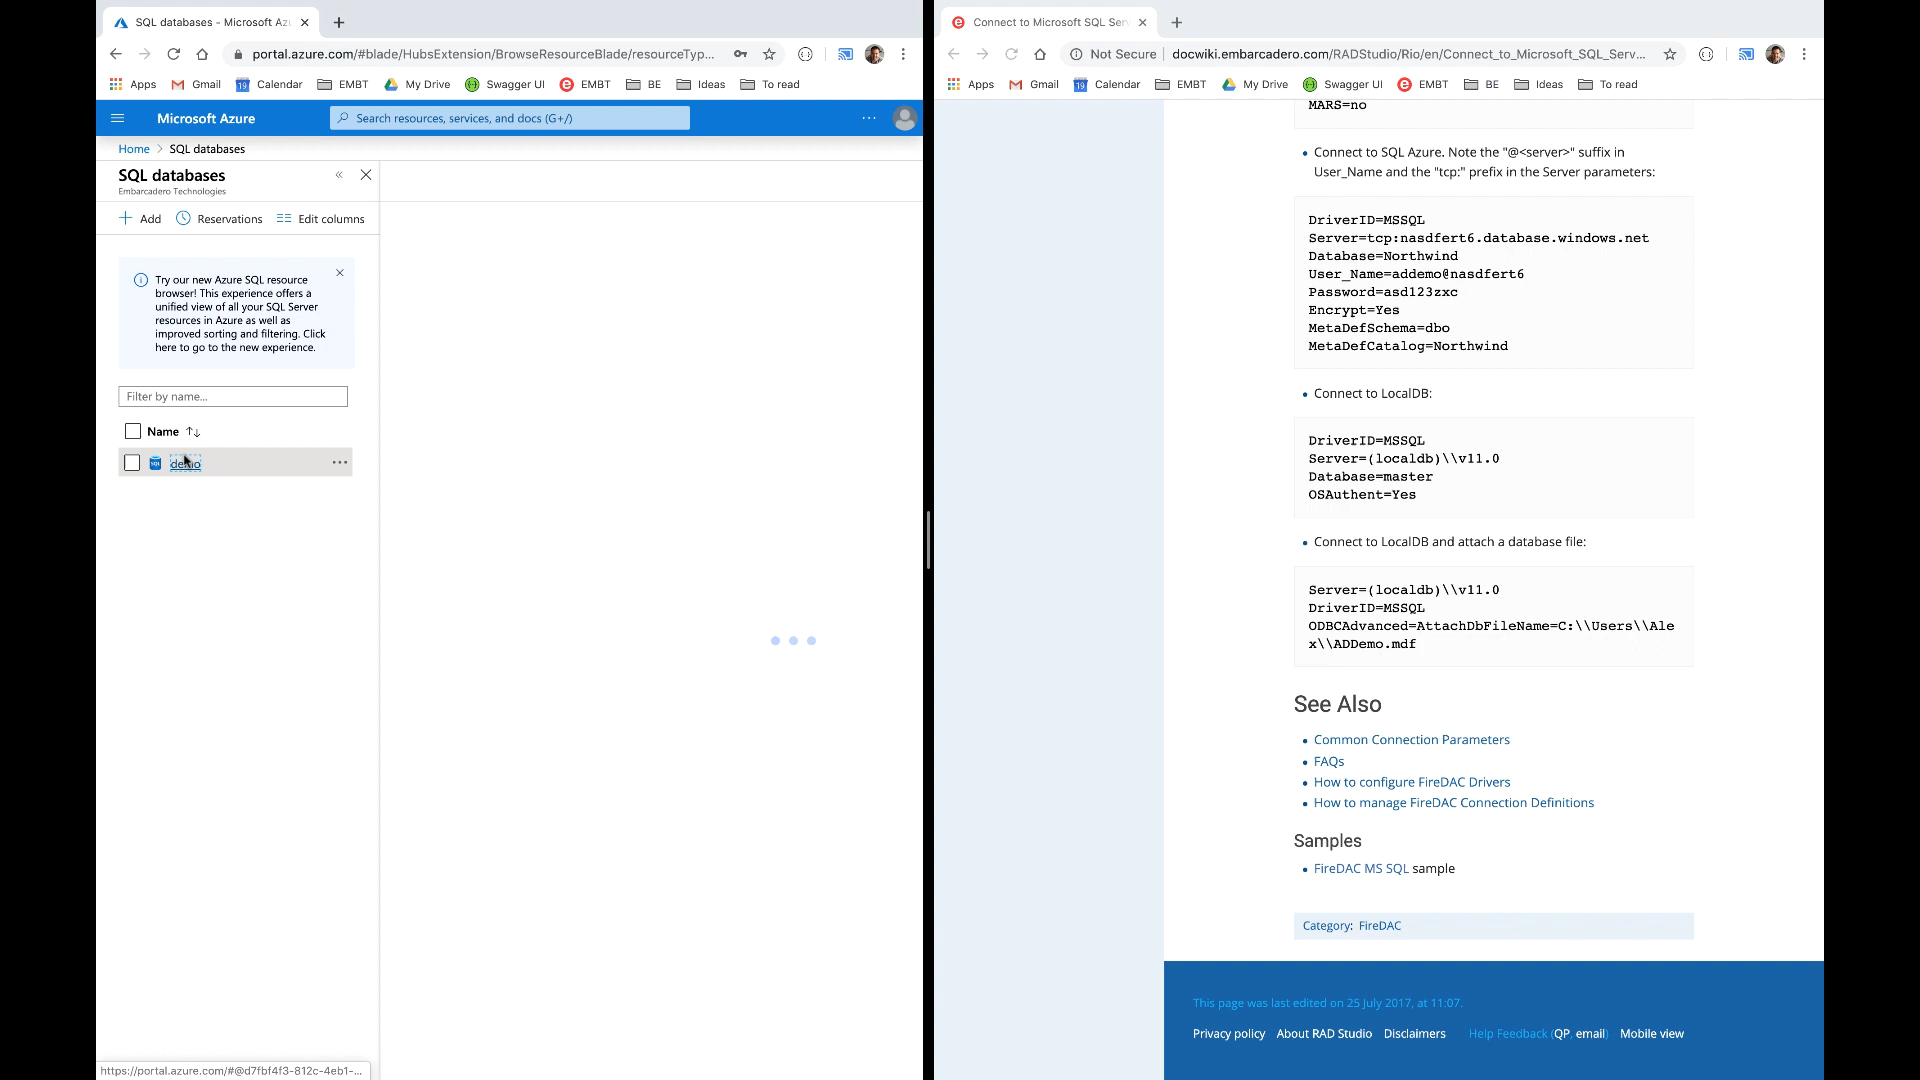 SQL databases - Microsoft Azu
portal.azure.com/#blade/HubsExtension/BrowseResourceBlade/resourceTyp...
Apps Gmail Calendar EMBT My Drive Swagger UI EMBT BE Ideas To read
Microsoft Azure
Search resources, services, and docs (G+/)
Home > SQL databases
SQL databases
Embarcadero Technologies
Add Reservations Edit columns
Try our new Azure SQL resource
browser! This experience offers a
unified view of all your SQL Server
resources in Azure as well as
improved sorting and filtering. Click
here to go to the new experience.
Filter by name...
Name
demo
https://portal.azure.com/#@d7fbf4f3-812c-4eb1-...
Connect to Microsoft SQL Serv
Not Secure docwiki.embarcadero.com/RADStudio/Rio/en/Connect_to_Microsoft_SQL_Serv...
Apps Gmail Calendar EMBT My Drive Swagger UI EMBT BE Ideas To read
MARS=no
Connect to SQL Azure. Note the "@<server>" suffix in
User_Name and the "tcp:" prefix in the Server parameters:
DriverID=MSSQL
Server=tcp:nasdfert6.database.windows.net
Database=Northwind
User_Name=addemo@nasdfert6
Password=asd123zxc
Encrypt=Yes
MetaDefSchema=dbo
MetaDefCatalog=Northwind
Connect to LocalDB:
DriverID=MSSQL
Server=(localdb)\\v11.0
Database=master
OSAuthent=Yes
Connect to LocalDB and attach a database file:
Server=(localdb)\\v11.0
DriverID=MSSQL
ODBCAdvanced=AttachDbFileName=C:\\Users\\Ale
x\\ADDemo.mdf
See Also
Common Connection Parameters
FAQs
How to configure FireDAC Drivers
How to manage FireDAC Connection Definitions
Samples
FireDAC MS SQL sample
Category: FireDAC
This page was last edited on 25 July 2017, at 11:07.
Privacy policy About RAD Studio Disclaimers Help Feedback (QP, email) Mobile view